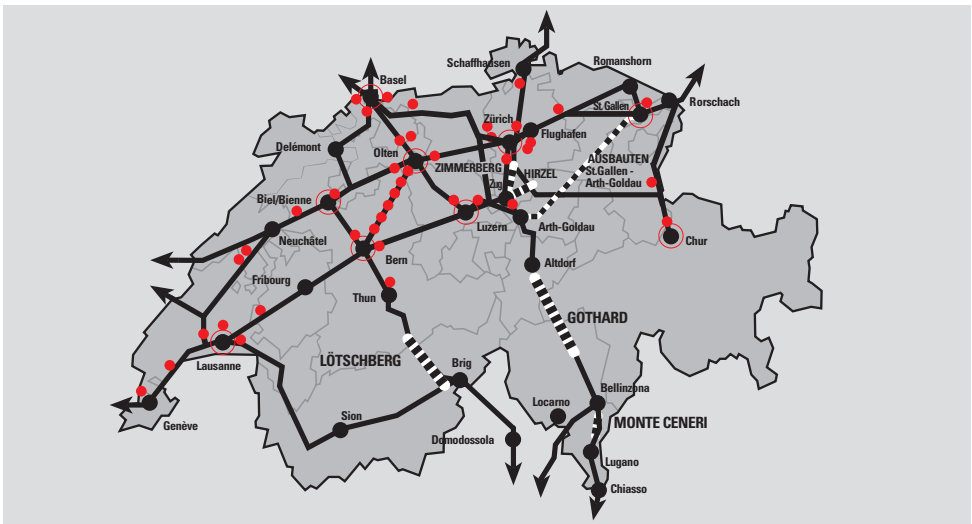 Schaffhausen
Romanshorn
Basel
St. Gallen
Rorschach
Zürich
Flughafen
Delémont
Olten
ZIMMERBERG
HIRZEL
AUSBAUTEN
St.Gallen -
Arth-Goldau
Zug
Biel/Bienne
Luzern
Arth-Goldau
Neuchâtel
Bern
Chur
Altdorf
Fribourg
Thun
GOTHARD
LÖTSCHBERG
Lausanne
Brig
Bellinzona
Locarno
Genève
Sion
MONTE CENERI
Domodossola
Lugano
Chiasso